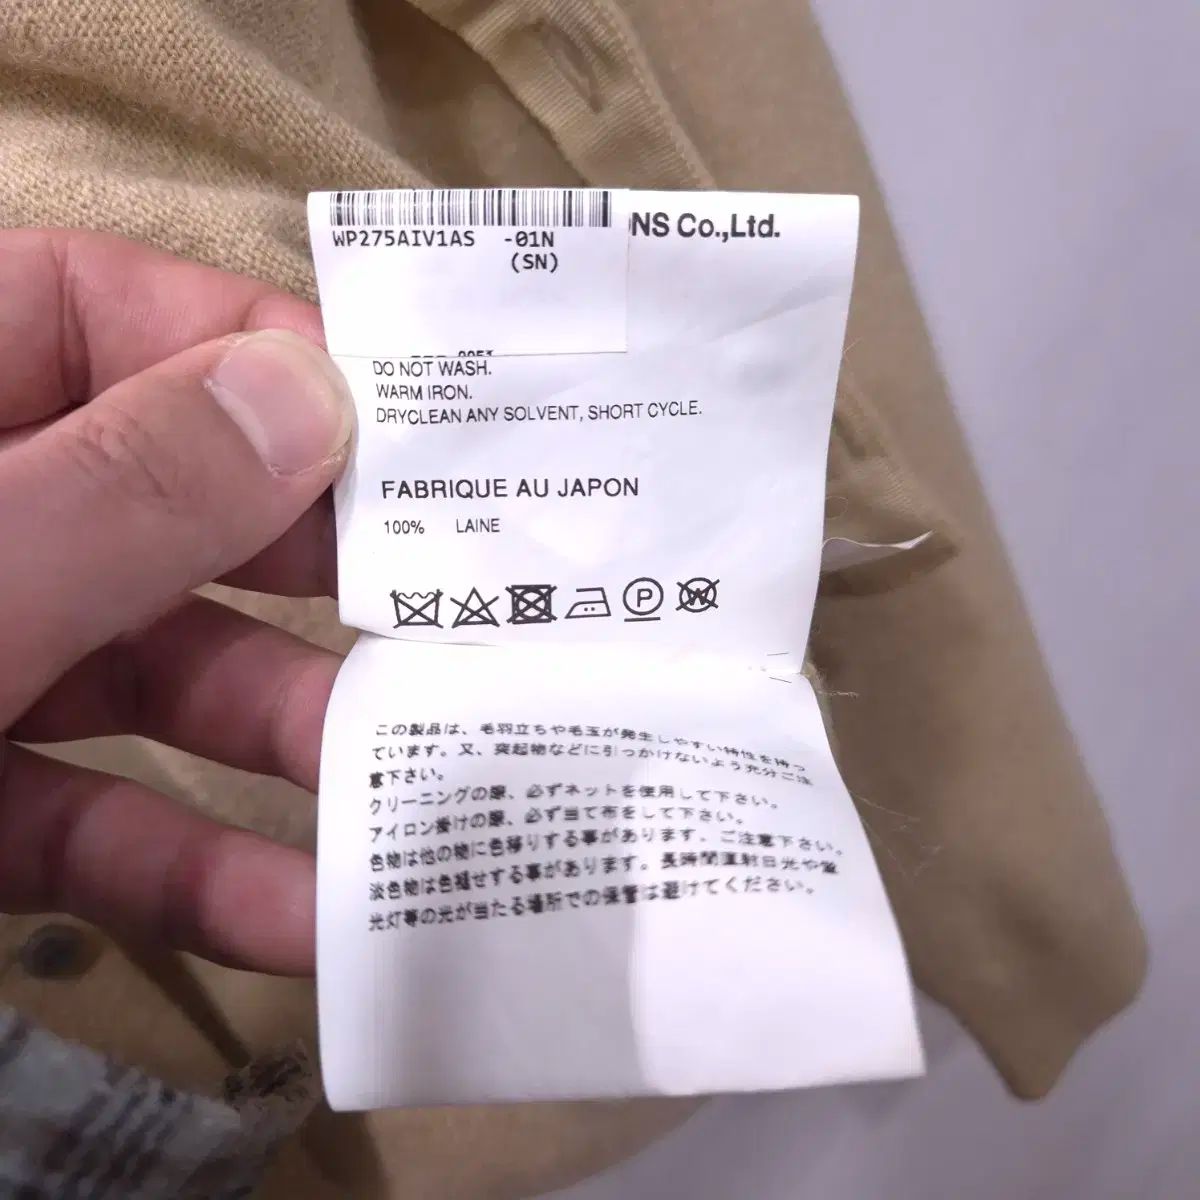 NS Co.,Ltd.
WP275AIV1AS -01N
(SN)
DO NOT WASH.
WARM IRON.
DRYCLEAN ANY SOLVENT, SHORT CYCLE.
FABRIQUE AU JAPON
100% LAINE
P W
この製品は、毛羽立ちや毛玉が発生しやすい特性を持っ
ています。又、突起物などに引っかけないよう充分ご注
意下さい。
クリーニングの際、必ずネットを使用して下さい。
アイロン掛けの際、必ず当て布をして下さい。
色物は他の物に色移りする事があります、ご注意下さい。
淡色物は色褪せする事があります。長時間直射日光や蛍
光灯等の光が当たる場所での保管は避けてください。